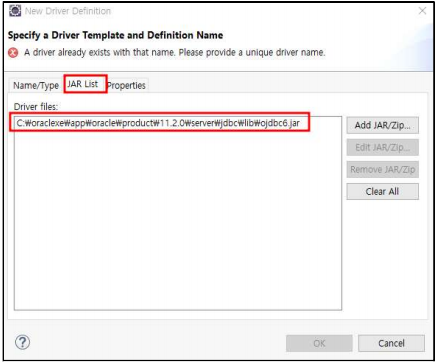 New Driver Definition
Specify a Driver Template and Definition Name
A driver already exists with that name. Please provide a unique driver name.
Name/Type JAR List Properties
Driver files:
C:₩oraclexe₩app₩oracle₩product₩11.2.0₩server₩jdbc₩lib₩ojdbc6.jar
Add JAR/Zip...
Edit JAR/Zip...
Remove JAR/Zip
Clear All
OK Cancel